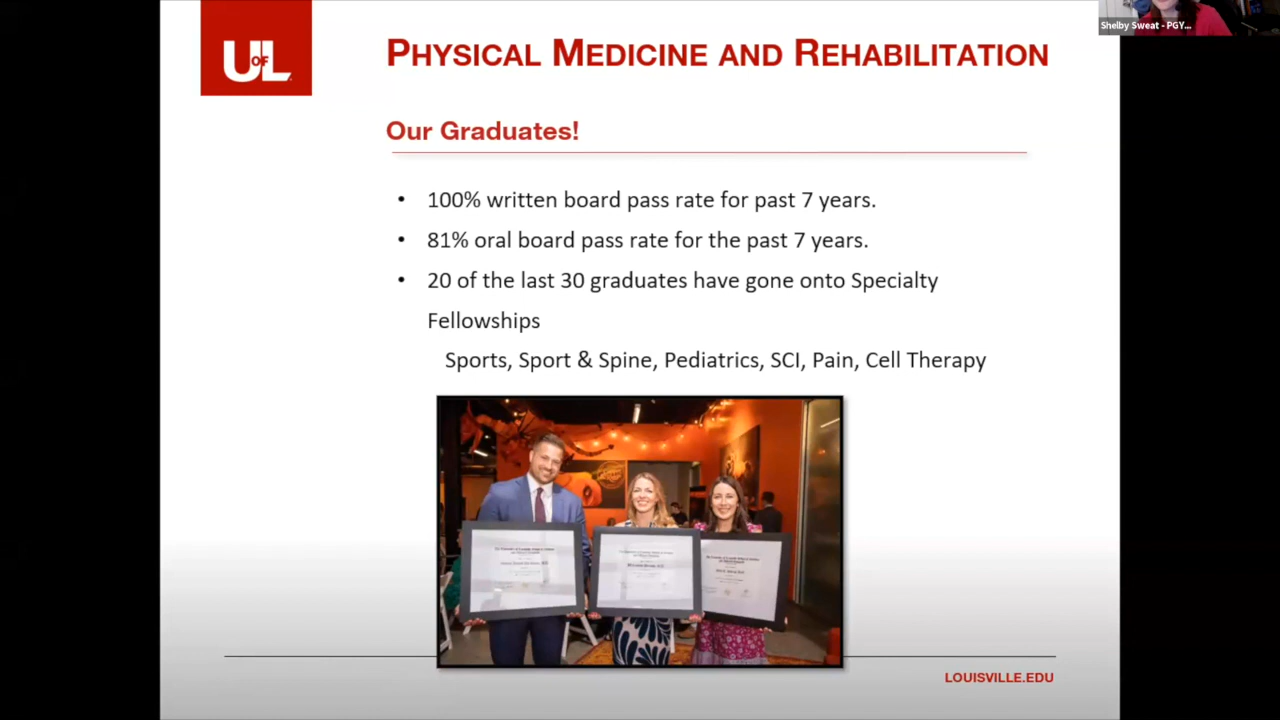 UOFL
PHYSICAL MEDICINE AND REHABILITATION
Shelby Sweat - PGY...
Our Graduates!
• 100% written board pass rate for past 7 years.
• 81% oral board pass rate for the past 7 years.
• 20 of the last 30 graduates have gone onto Specialty
Fellowships
Sports, Sport & Spine, Pediatrics, SCI, Pain, Cell Therapy
LOUISVILLE.EDU